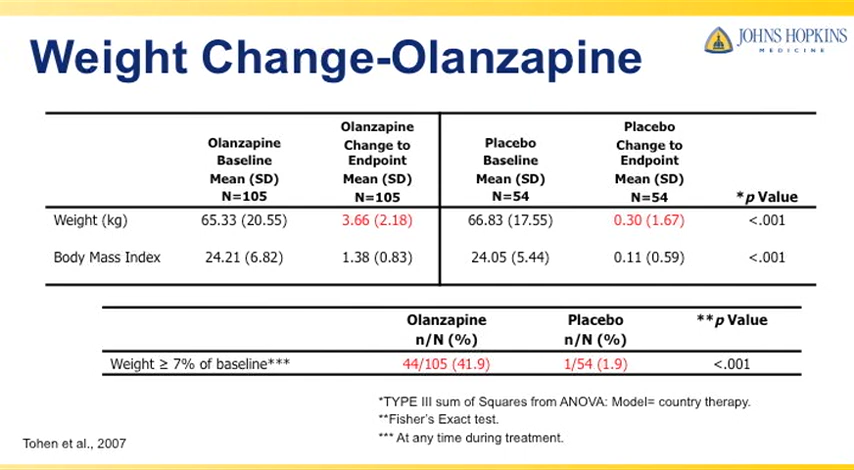 Weight Change-Olanzapine
JOHNS HOPKINS
MEDICINE
Olanzapine Baseline Mean (SD) N=105 Olanzapine Change to Endpoint Mean (SD) N=105 Placebo Baseline Mean (SD) N=54 Placebo Change to Endpoint Mean (SD) N=54 *p Value
Weight (kg) 65.33 (20.55) 3.66 (2.18) 66.83 (17.55) 0.30 (1.67) <.001
Body Mass Index 24.21 (6.82) 1.38 (0.83) 24.05 (5.44) 0.11 (0.59) <.001
Olanzapine Placebo **p Value
n/N (%) n/N (%)
Weight ≥ 7% of baseline*** 44/105 (41.9) 1/54 (1.9) <.001
*TYPE III sum of Squares from ANOVA: Model= country therapy.
**Fisher's Exact test.
*** At any time during treatment.
Tohen et al., 2007